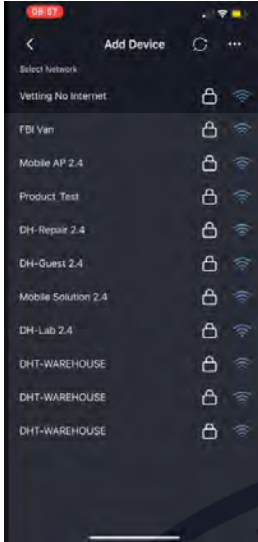 09:57
Add Device
Select Network
Vetting No Internet
FBI Van
Mobile AP 2.4
Product_Test
DH-Repair 2.4
DH-Guest 2.4
Mobile Solution 2.4
DH-Lab 2.4
DHT-WAREHOUSE
DHT-WAREHOUSE
DHT-WAREHOUSE